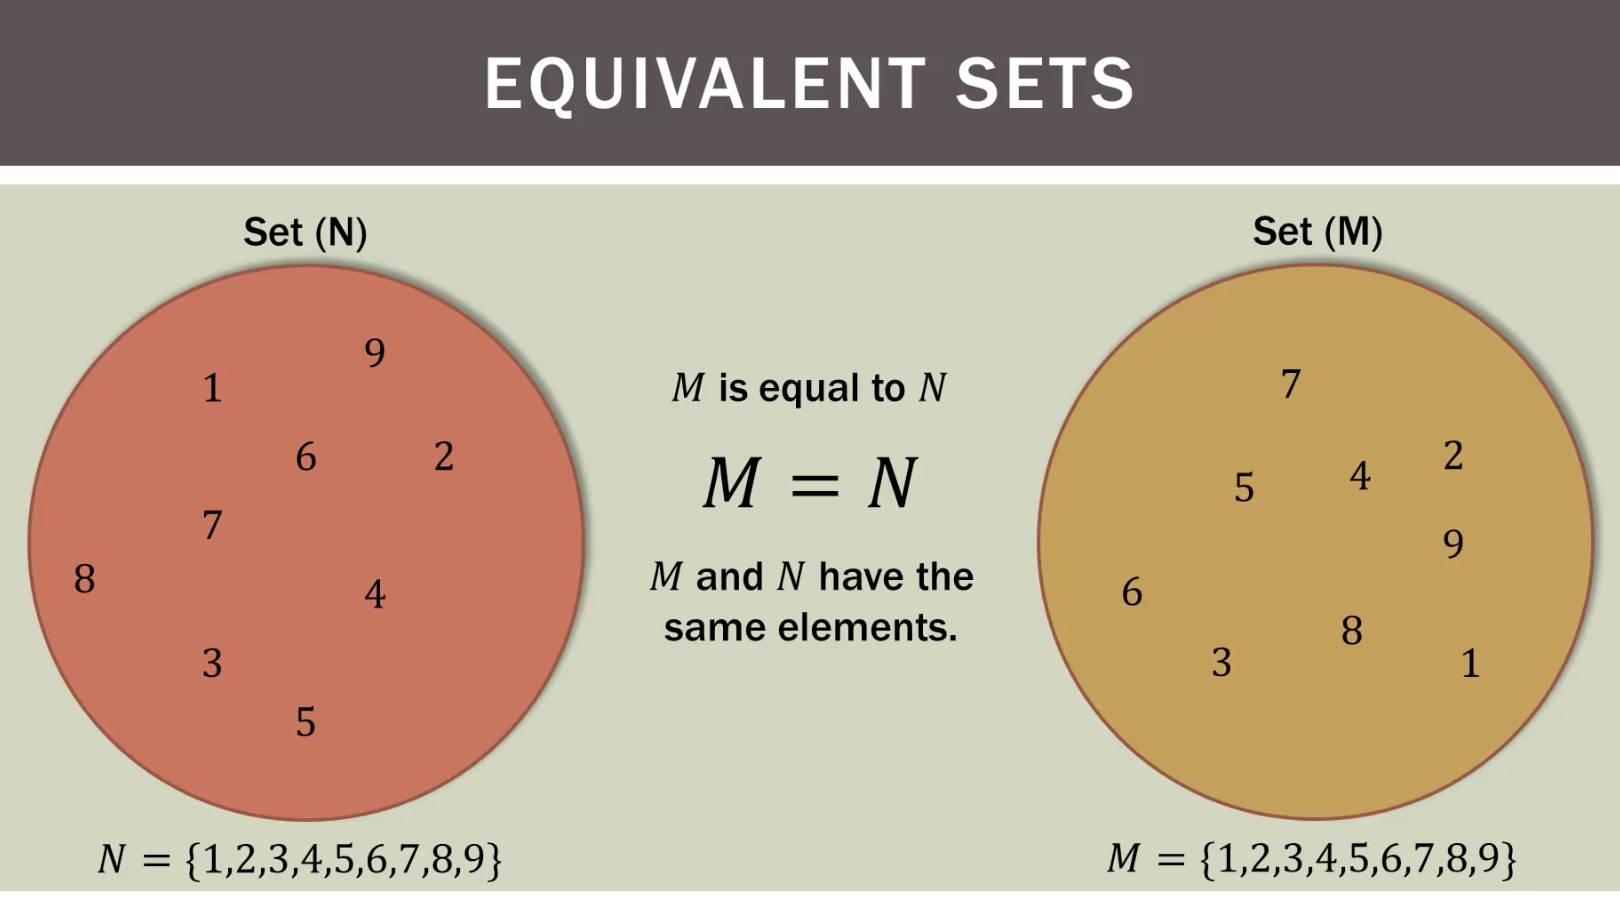 EQUIVALENT SETS
Set (N)
9
1
6
2
7
8
4
3
5
N = {1,2,3,4,5,6,7,8,9}
M is equal to N
M = N
M and N have the
same elements.
Set (M)
7
2
4
5
9
6
8
3
1
M = {1,2,3,4,5,6,7,8,9}